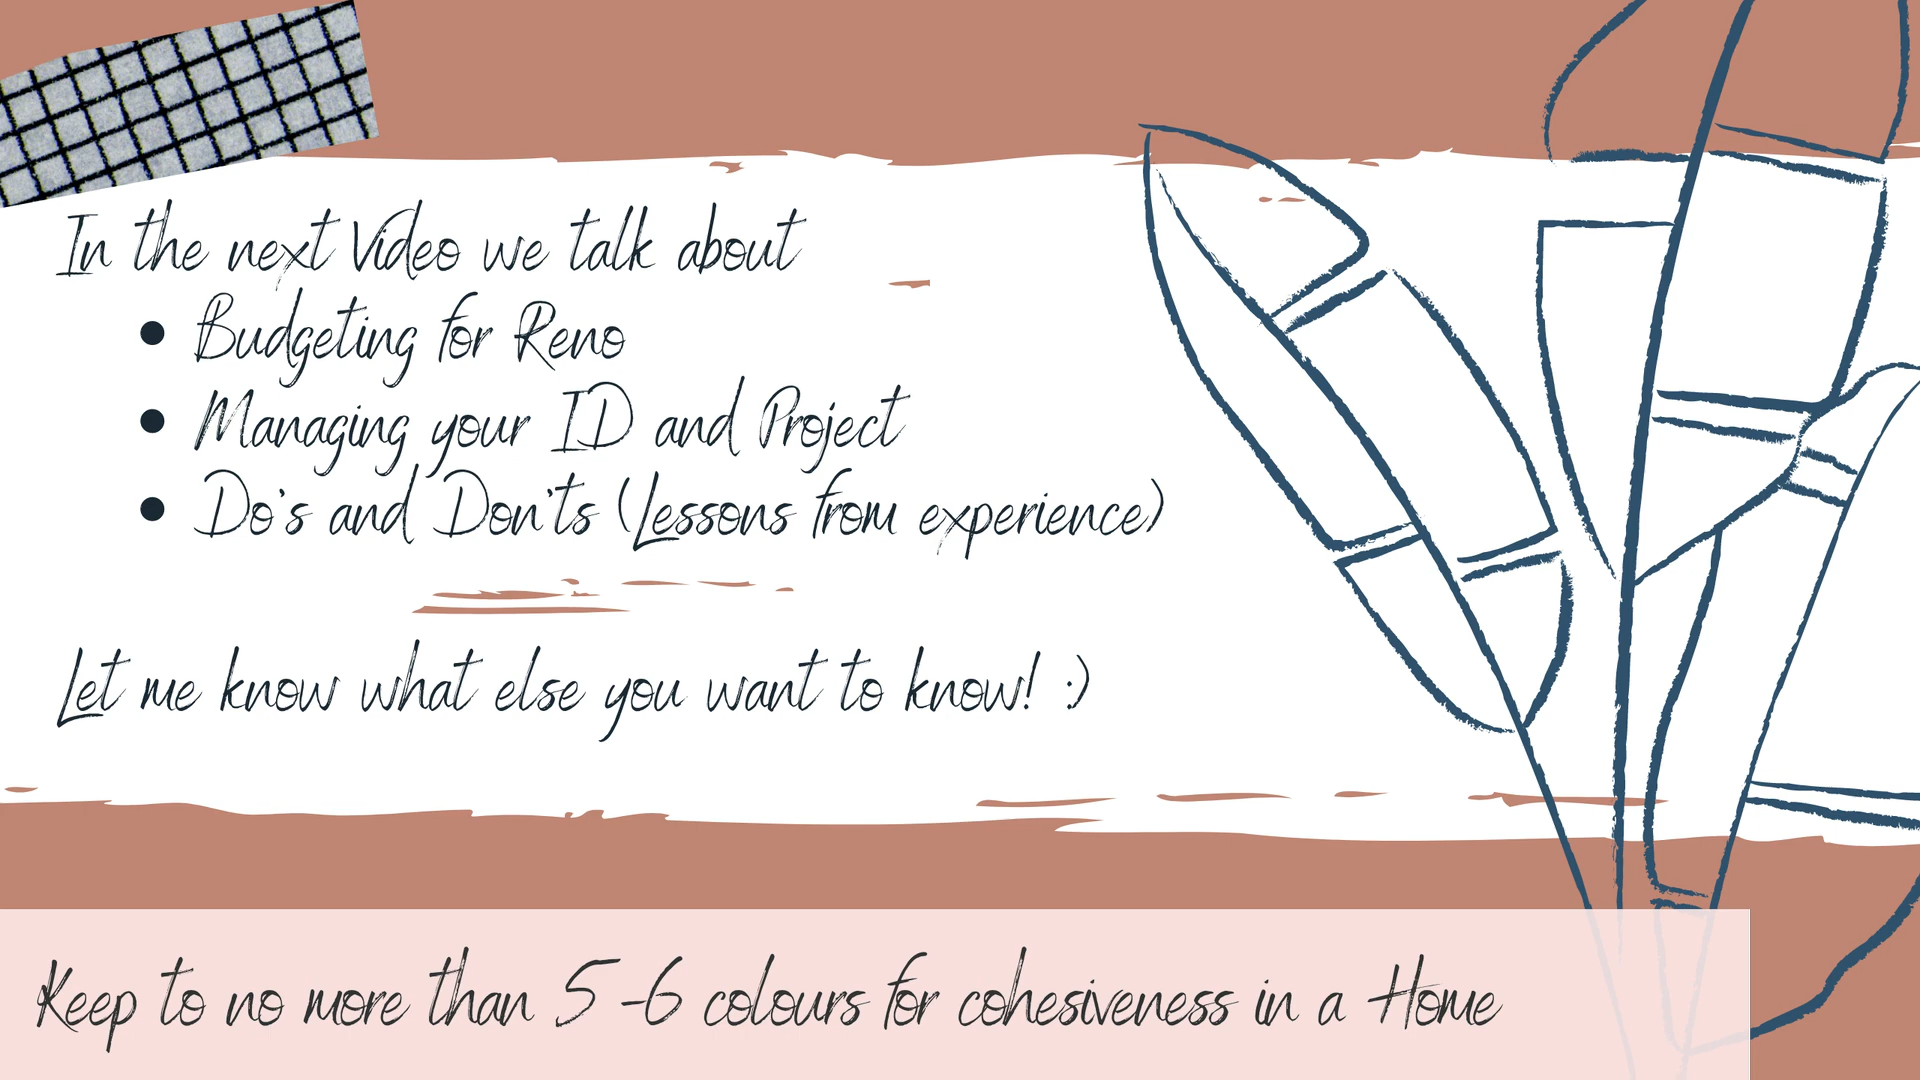 In the next Video we talk about
• Budgeting for Reno
• Managing your ID and Project
• Do's and Don'ts (Lessons from experience)
Let me know what else you want to know! :)
Keep to no more than 5 -6 colours for cohesiveness in a Home